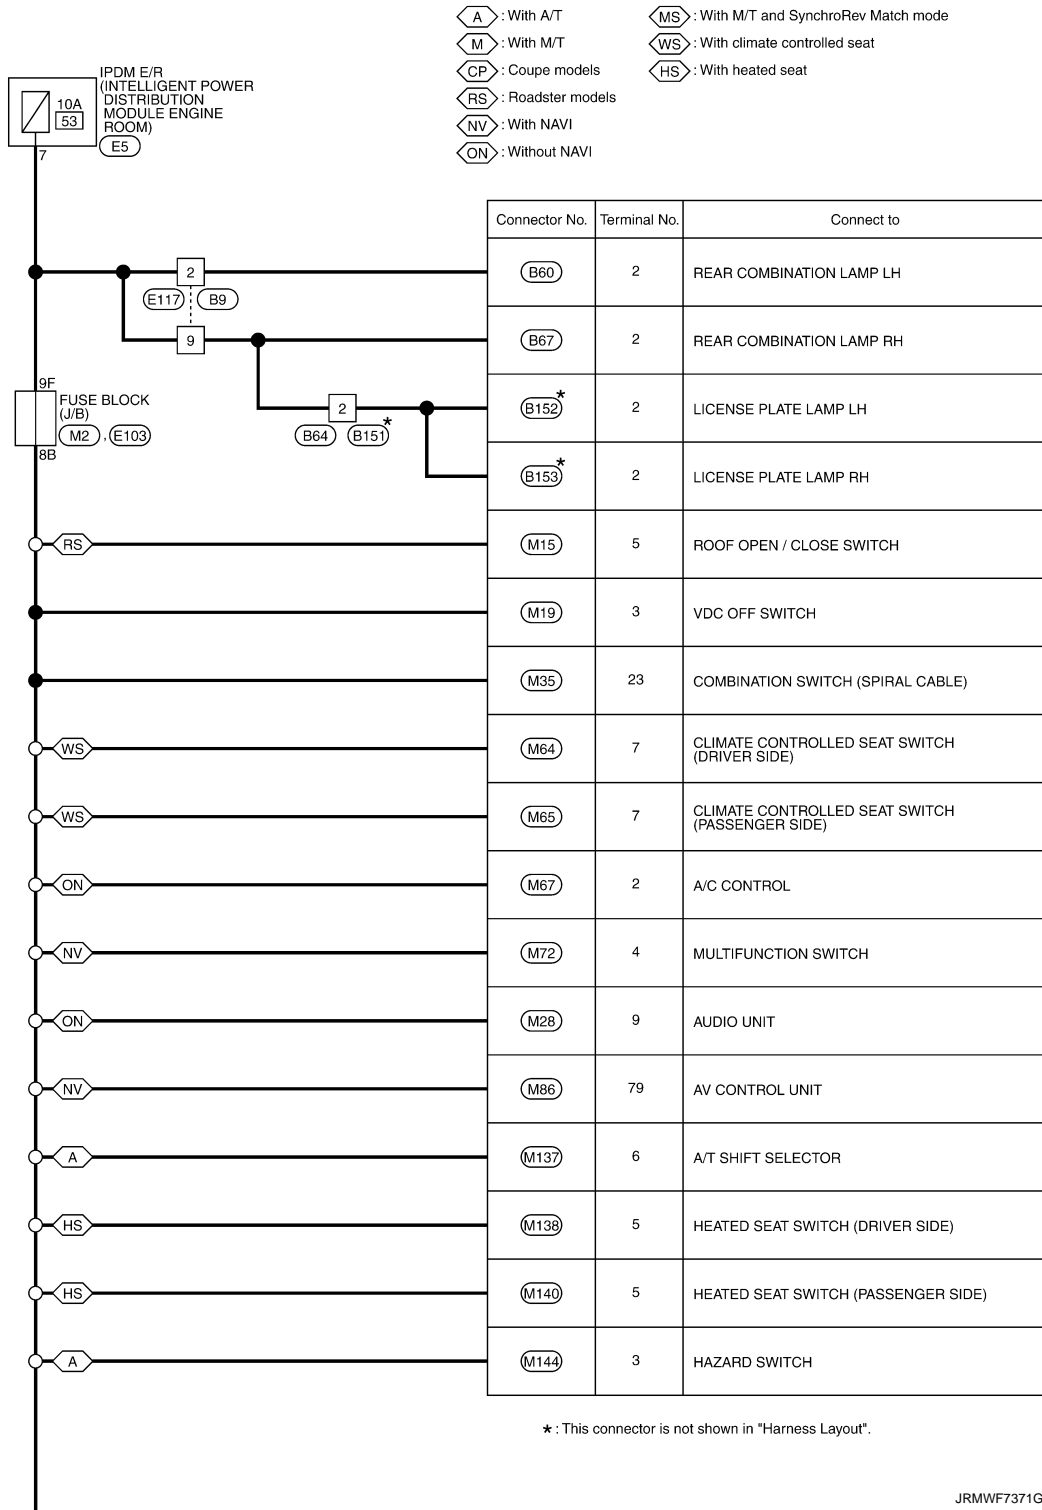 A : With A/T
MS : With M/T and SynchroRev Match mode
M : With M/T
WS : With climate controlled seat
CP : Coupe models
HS : With heated seat
RS : Roadster models
NV : With NAVI
ON : Without NAVI
IPDM E/R
(INTELLIGENT POWER
DISTRIBUTION
MODULE ENGINE
ROOM)
E5
10A
53
7
Connector No. Terminal No. Connect to
2 B60 2 REAR COMBINATION LAMP LH
E117 B9
9 B67 2 REAR COMBINATION LAMP RH
9F
FUSE BLOCK
(J/B)
M2 , E103
8B
2 B152 * 2 LICENSE PLATE LAMP LH
B64 B151 *
B153 * 2 LICENSE PLATE LAMP RH
RS M15 5 ROOF OPEN / CLOSE SWITCH
M19 3 VDC OFF SWITCH
M35 23 COMBINATION SWITCH (SPIRAL CABLE)
WS M64 7 CLIMATE CONTROLLED SEAT SWITCH
(DRIVER SIDE)
WS M65 7 CLIMATE CONTROLLED SEAT SWITCH
(PASSENGER SIDE)
ON M67 2 A/C CONTROL
NV M72 4 MULTIFUNCTION SWITCH
ON M28 9 AUDIO UNIT
NV M86 79 AV CONTROL UNIT
A M137 6 A/T SHIFT SELECTOR
HS M138 5 HEATED SEAT SWITCH (DRIVER SIDE)
HS M140 5 HEATED SEAT SWITCH (PASSENGER SIDE)
A M144 3 HAZARD SWITCH
* : This connector is not shown in "Harness Layout".
JRMWF7371G